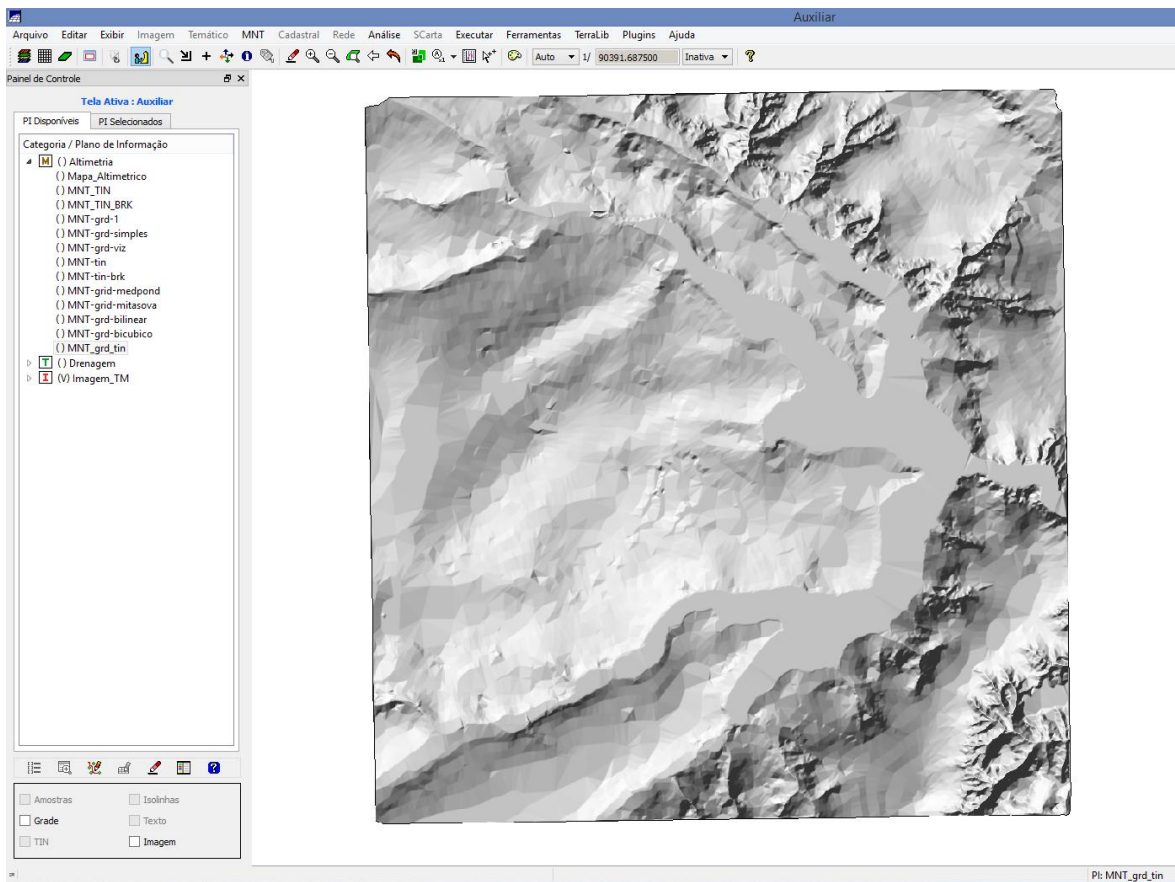 Auxiliar
Arquivo Editar Exibir Imagem Temático MNT Cadastral Rede Análise SCarta Executar Ferramentas TerraLib Plugins Ajuda
Auto 1/ 90391.687500 Inativa
Painel de Controle
Tela Ativa : Auxiliar
PI Disponíveis PI Selecionados
Categoria / Plano de Informação
M () Altimetria
() Mapa_Altimetrico
() MNT_TIN
() MNT_TIN_BRK
() MNT-grd-1
() MNT-grd-simples
() MNT-grd-viz
() MNT-tin
() MNT-tin-brk
() MNT-grid-medpond
() MNT-grid-mitasova
() MNT-grd-bilinear
() MNT-grd-bicubico
() MNT_grd_tin
T () Drenagem
I (V) Imagem_TM
Amostras Isolinhas
Grade Texto
TIN Imagem
PI: MNT_grd_tin